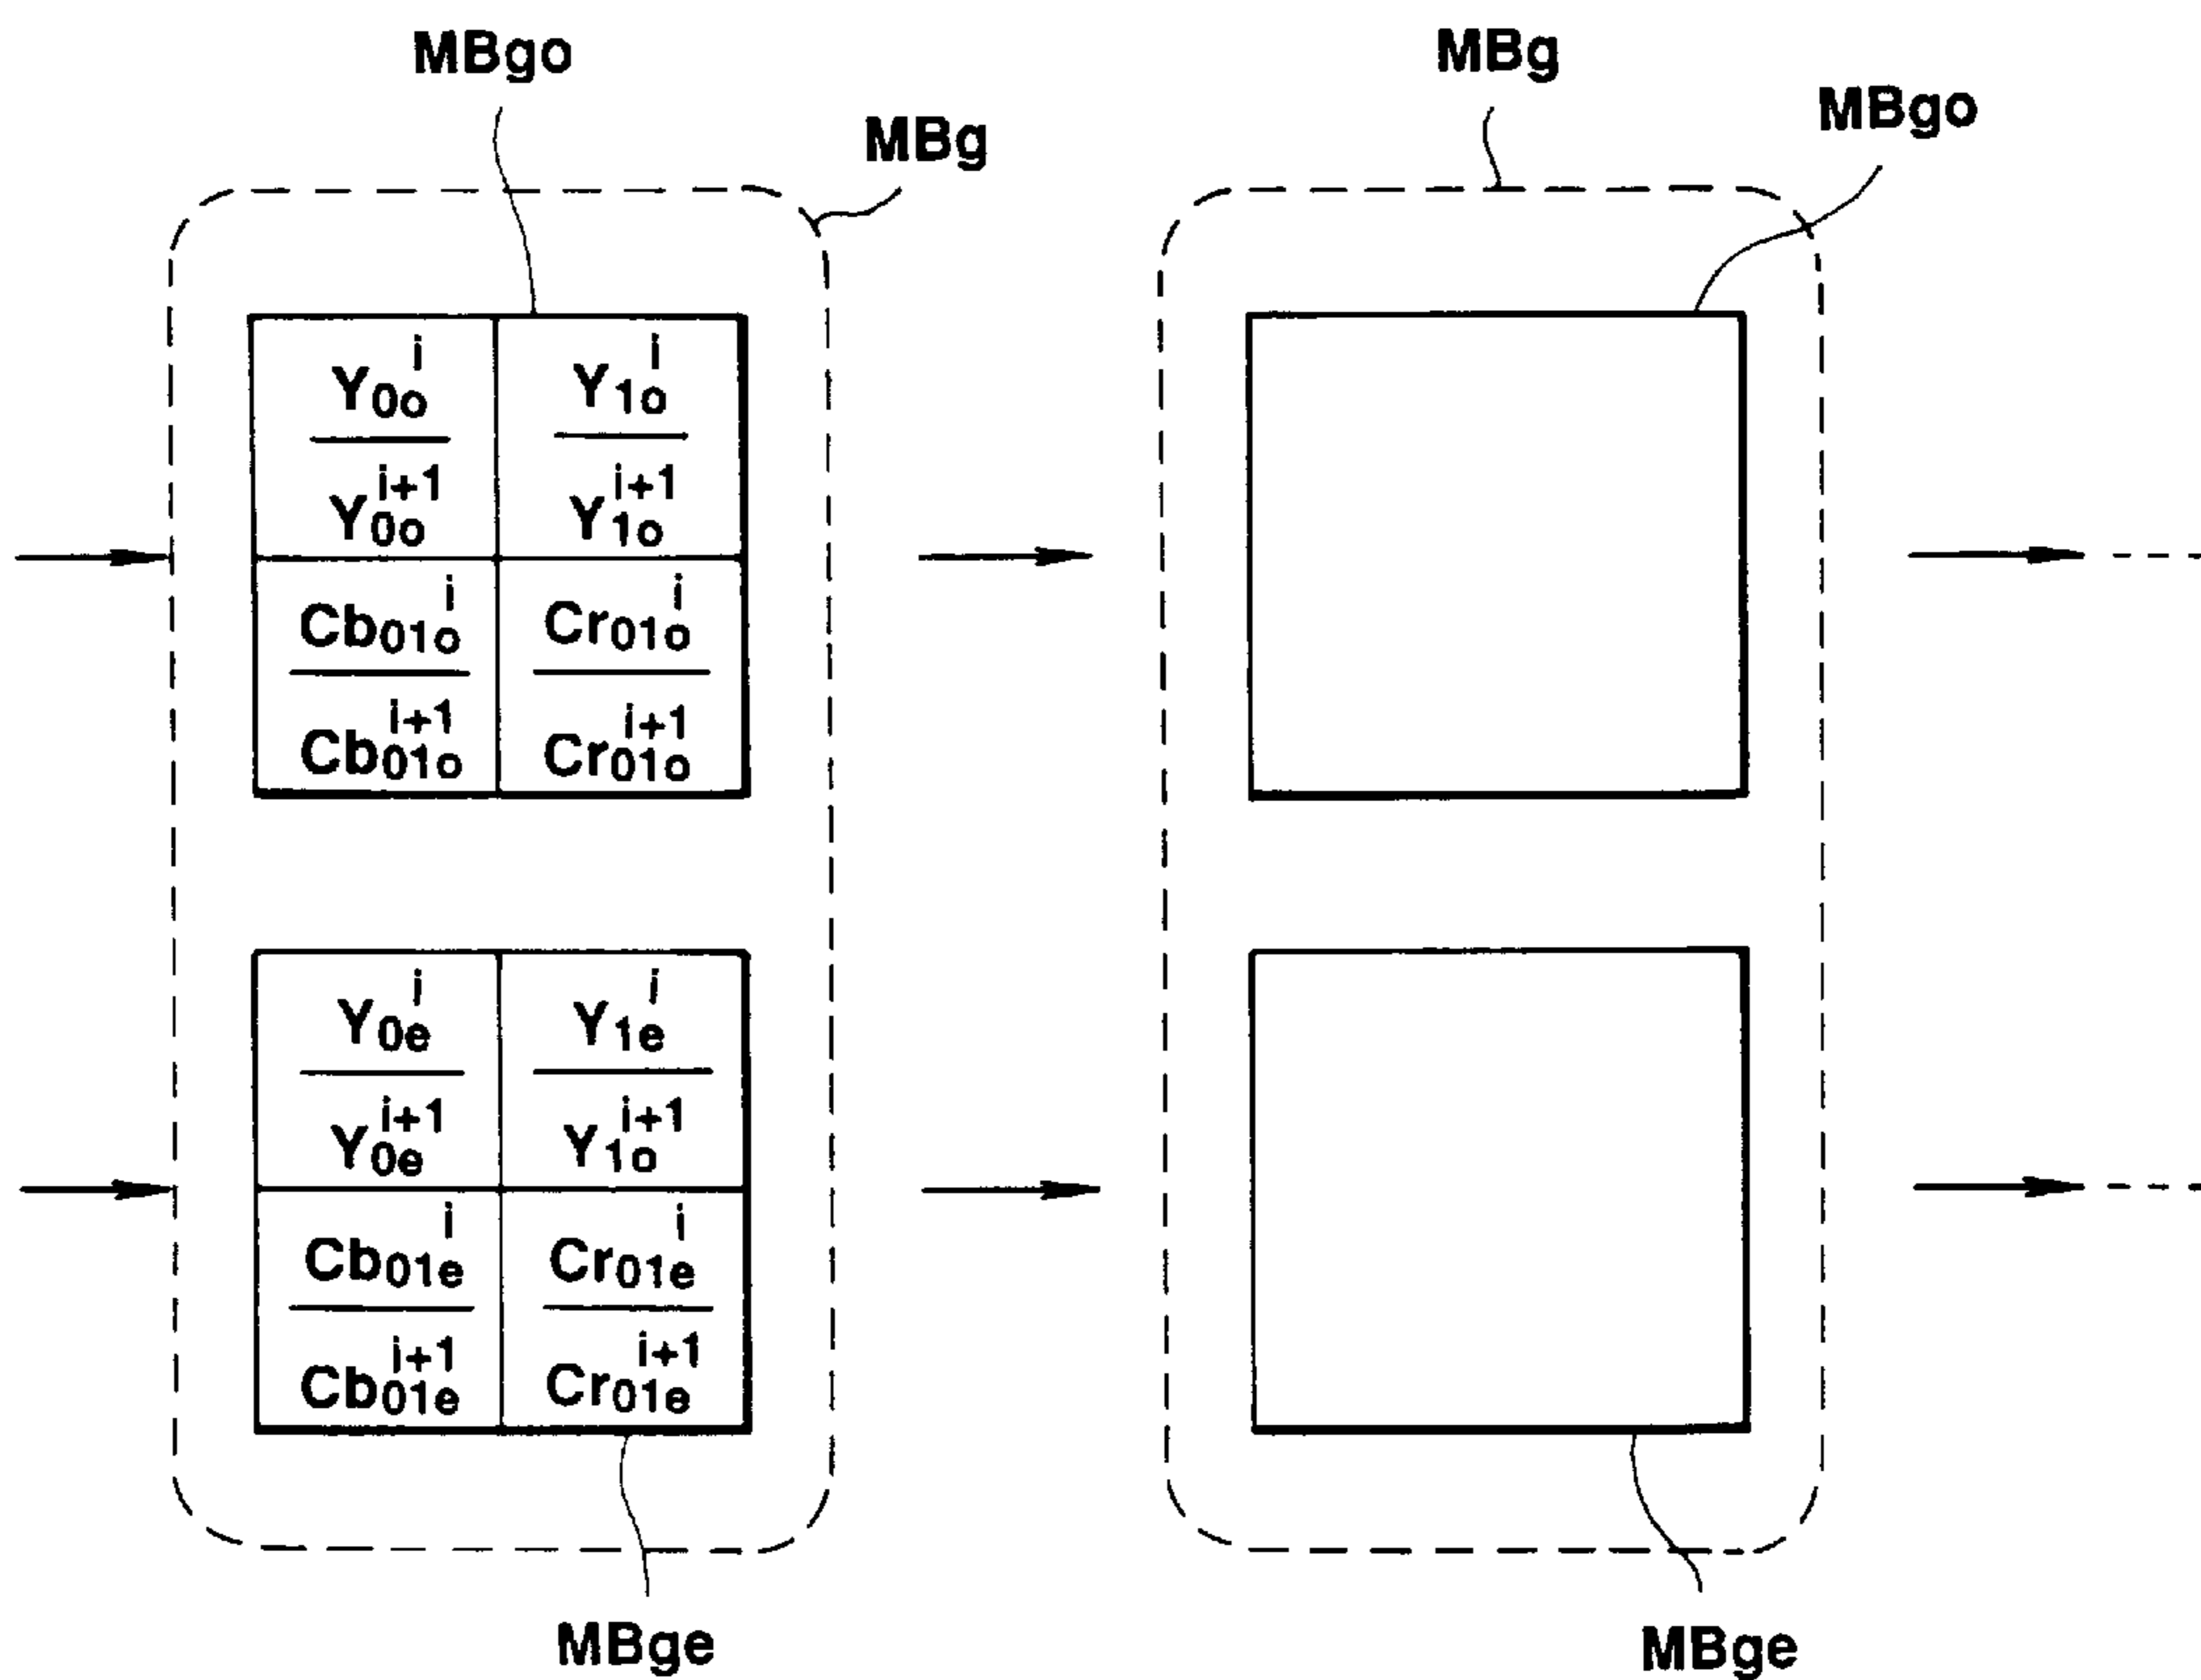 MBgo
MBg
MBg
MBgo
Y0o^i Y1o^i
Y0o^i+1 Y1o^i+1
Cb01o^i Cr01o^i
Cb01o^i+1 Cr01o^i+1
Y0e^i Y1e^i
Y0e^i+1 Y1o^i+1
Cb01e^i Cr01e^i
Cb01e^i+1 Cr01e^i+1
MBge
MBge